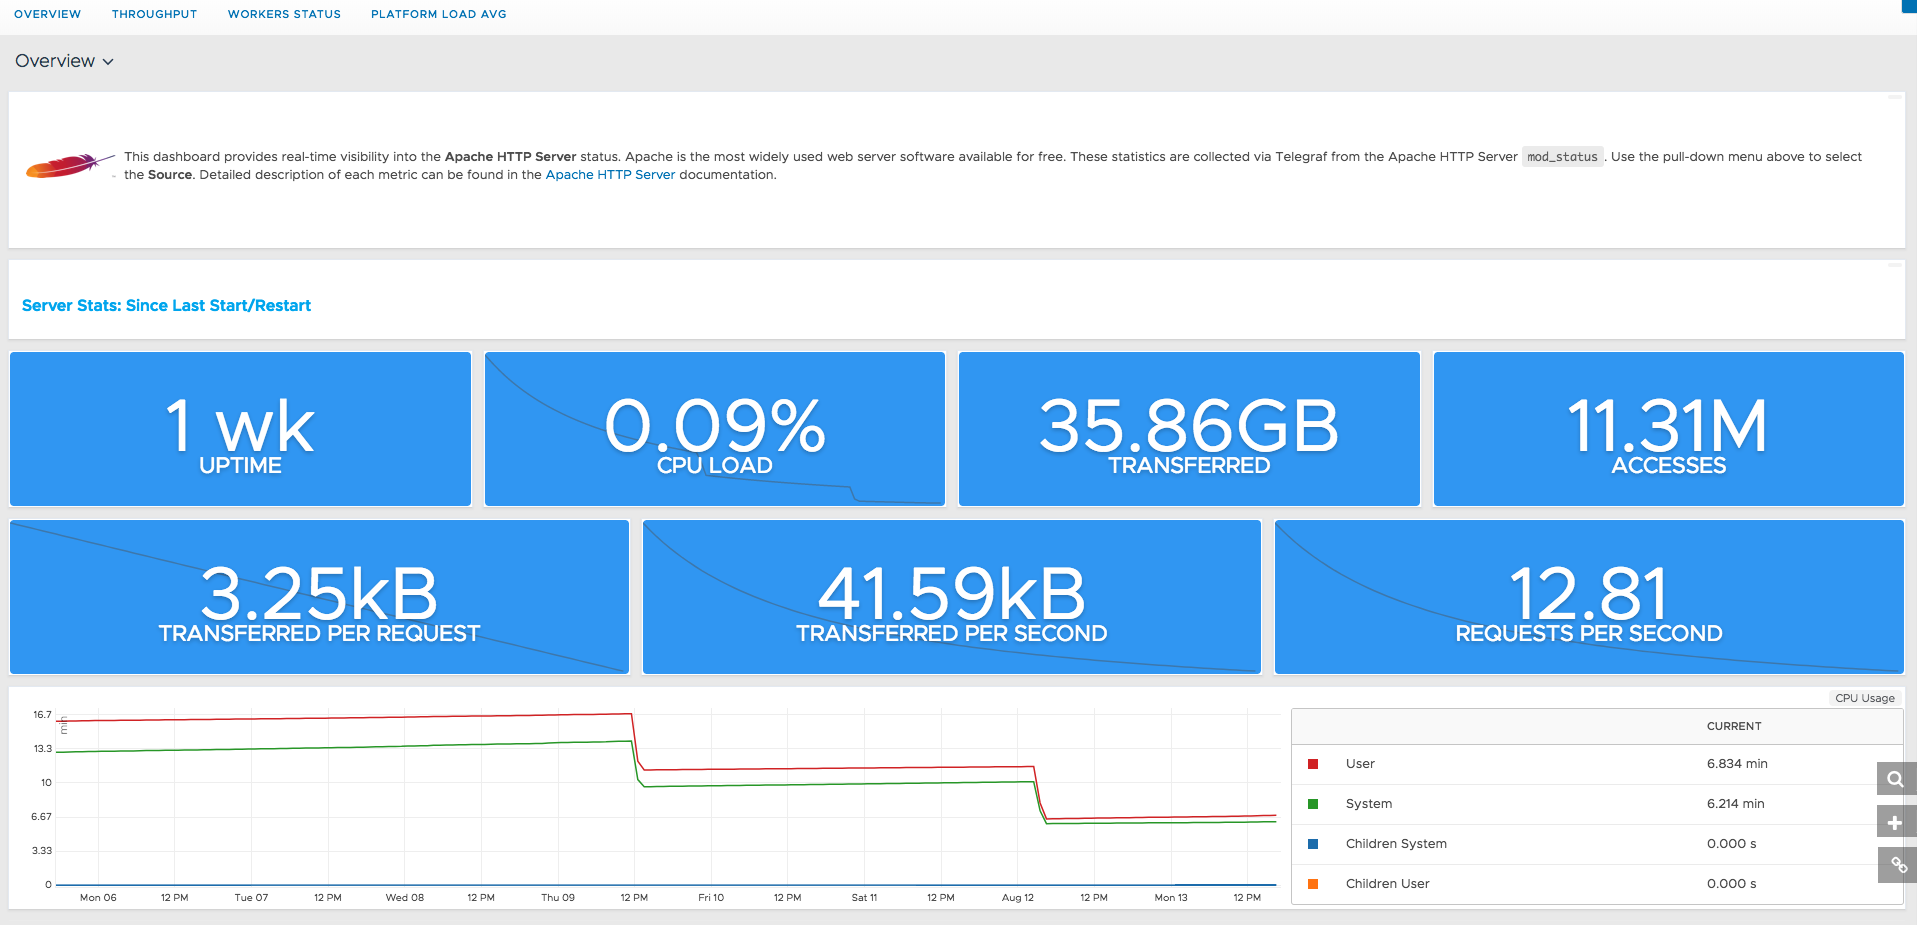 OVERVIEW THROUGHPUT WORKERS STATUS PLATFORM LOAD AVG
Overview
This dashboard provides real-time visibility into the Apache HTTP Server status. Apache is the most widely used web server software available for free. These statistics are collected via Telegraf from the Apache HTTP Server mod_status. Use the pull-down menu above to select
the Source. Detailed description of each metric can be found in the Apache HTTP Server documentation.
Server Stats: Since Last Start/Restart
1 wk
UPTIME
0.09%
CPU LOAD
35.86GB
TRANSFERRED
11.31M
ACCESSES
3.25kB
TRANSFERRED PER REQUEST
41.59kB
TRANSFERRED PER SECOND
12.81
REQUESTS PER SECOND
CPU Usage
min
16.7
13.3
10
6.67
3.33
0
Mon 06 12 PM Tue 07 12 PM Wed 08 12 PM Thu 09 12 PM Fri 10 12 PM Sat 11 12 PM Aug 12 12 PM Mon 13 12 PM
CURRENT
User 6.834 min
System 6.214 min
Children System 0.000 s
Children User 0.000 s